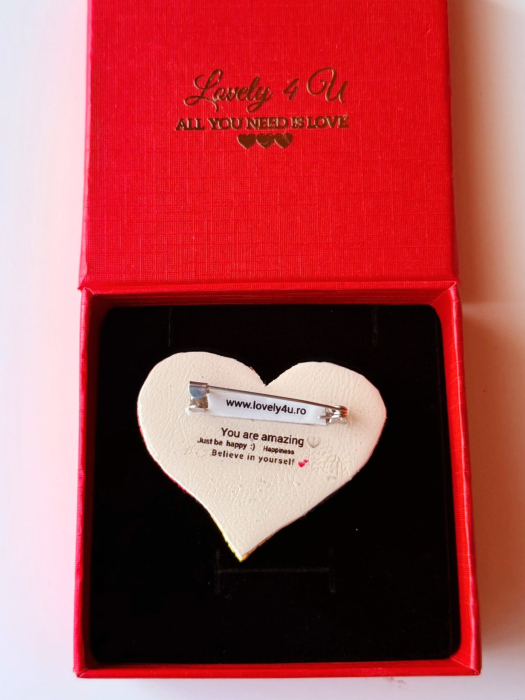 Lovely 4 U
ALL YOU NEED IS LOVE
www.lovely4u.ro
You are amazing
Just be happy :) Happiness
Believe in yourself